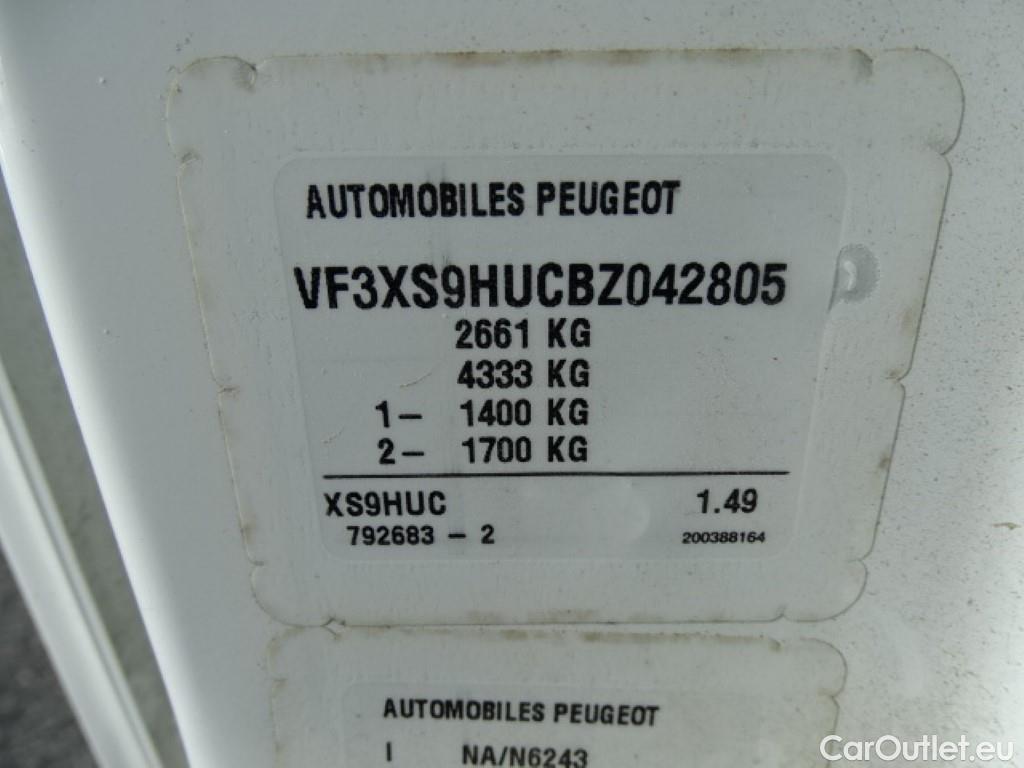 AUTOMOBILES PEUGEOT
VF3XS9HUCBZ042805
2661 KG
4333 KG
1- 1400 KG
2- 1700 KG
XS9HUC 1.49
792683 - 2 200388164
AUTOMOBILES PEUGEOT
I NA/N6243
CarOutlet.eu